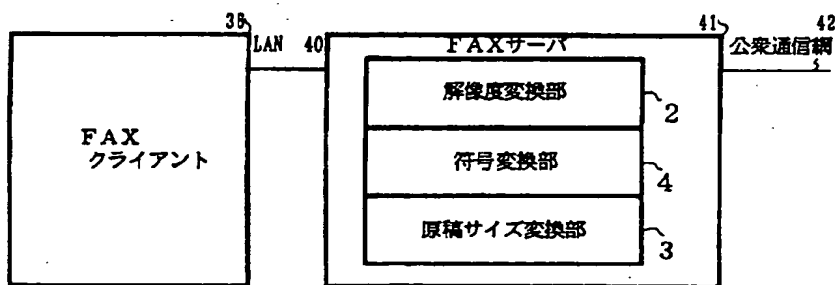 38 LAN 40 FAXサーバ 41 公衆通信網 42
解像度変換部 2
FAX
クライアント
符号変換部 4
原稿サイズ変換部 3